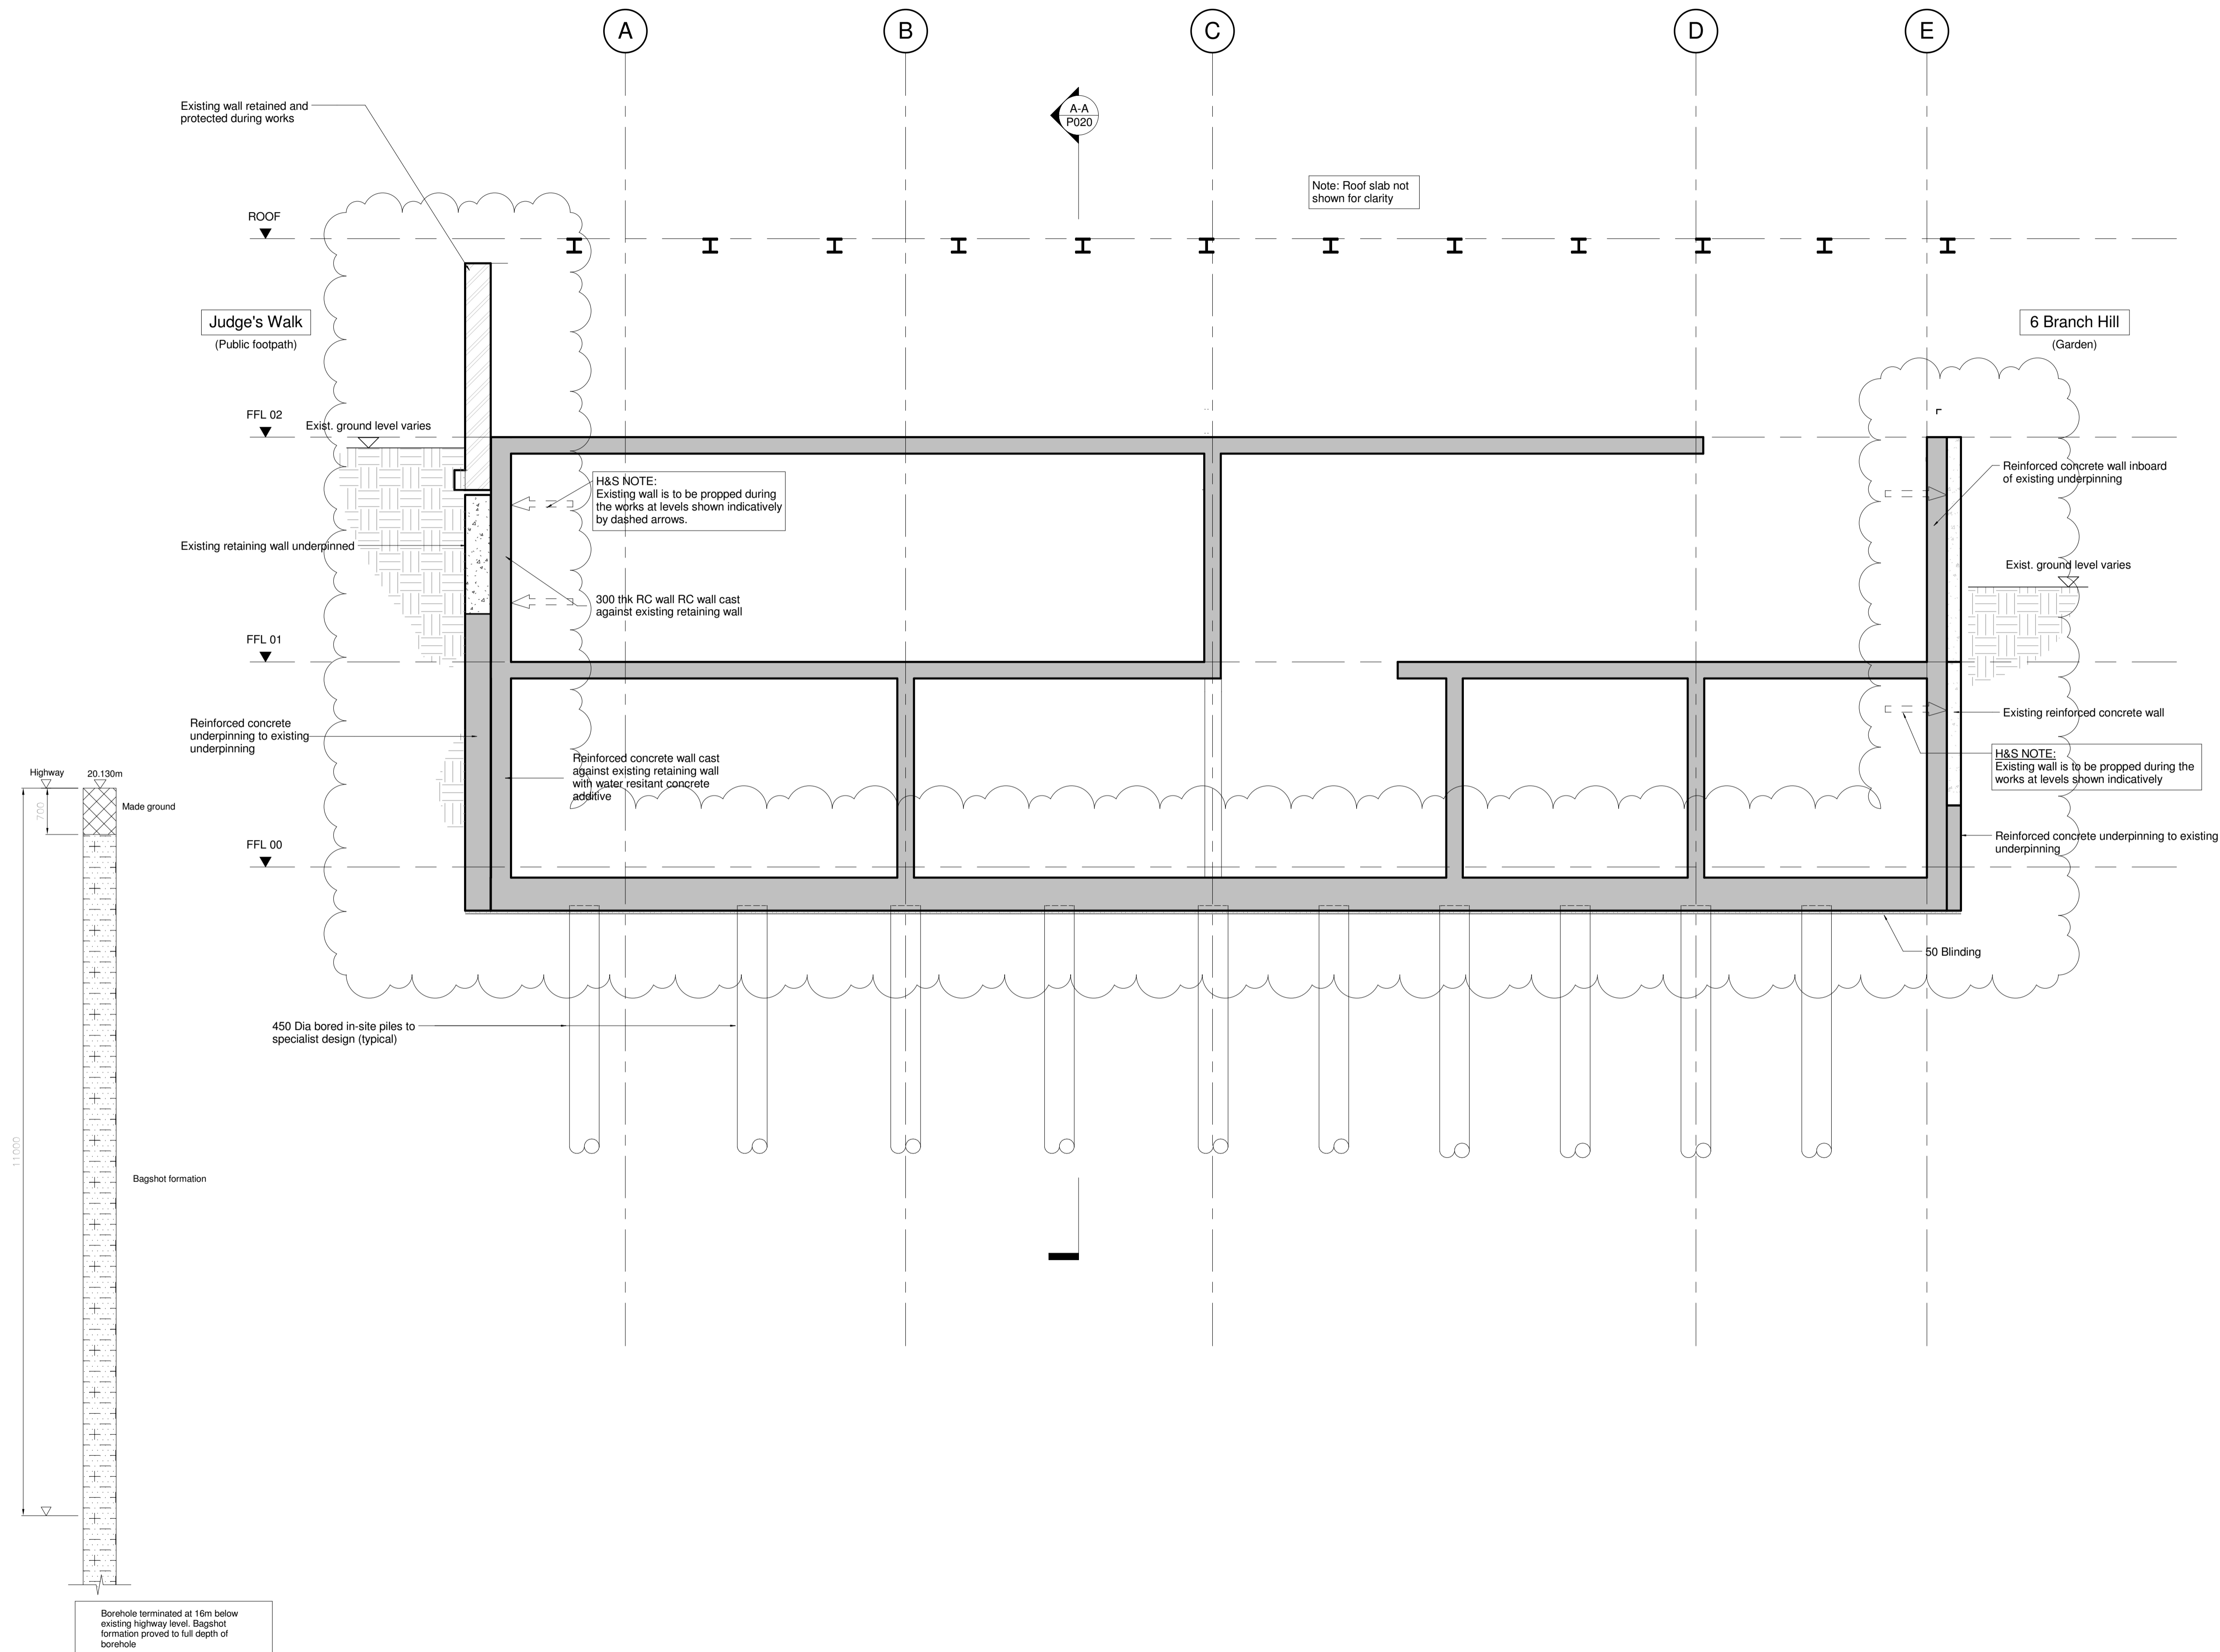 A
B
C
D
E
Existing wall retained and
protected during works
A-A
P020
Note: Roof slab not
shown for clarity
ROOF
Judge's Walk
(Public footpath)
6 Branch Hill
(Garden)
FFL 02
Exist. ground level varies
H&S NOTE:
Existing wall is to be propped during
the works at levels shown indicatively
by dashed arrows.
Reinforced concrete wall inboard
of existing underpinning
Existing retaining wall underpinned
Exist. ground level varies
300 thk RC wall RC wall cast
against existing retaining wall
FFL 01
Reinforced concrete
underpinning to existing
underpinning
Existing reinforced concrete wall
Reinforced concrete wall cast
against existing retaining wall
with water resitant concrete
additive
H&S NOTE:
Existing wall is to be propped during the
works at levels shown indicatively
Highway
20.130m
700
Made ground
FFL 00
Reinforced concrete underpinning to existing
underpinning
50 Blinding
450 Dia bored in-site piles to
specialist design (typical)
11000
Bagshot formation
Borehole terminated at 16m below
existing highway level. Bagshot
formation proved to full depth of
borehole